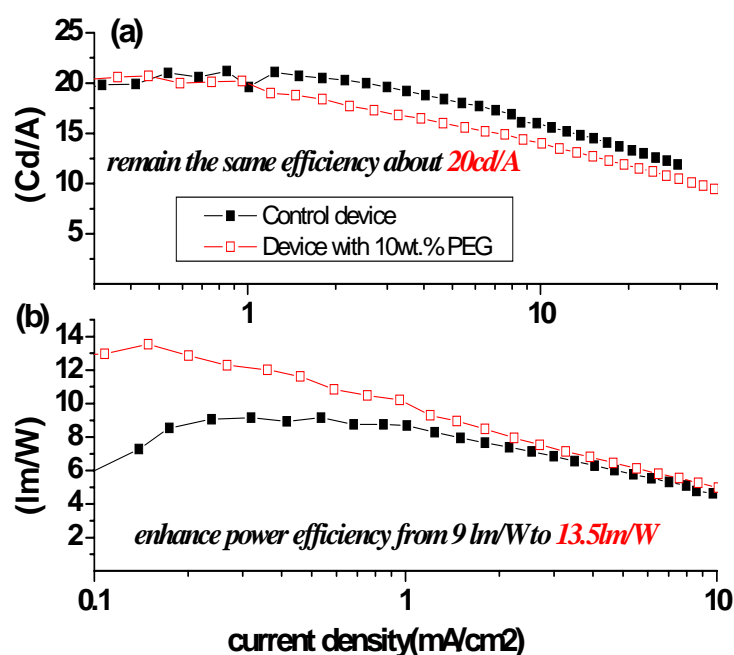 (a)
25
20
15
10
5
(Cd/A)
remain the same efficiency about 20cd/A
Control device
Device with 10wt.% PEG
1
10
(b)
14
12
10
8
6
4
2
(lm/W)
enhance power efficiency from 9 lm/W to 13.5lm/W
0.1
1
10
current density(mA/cm2)